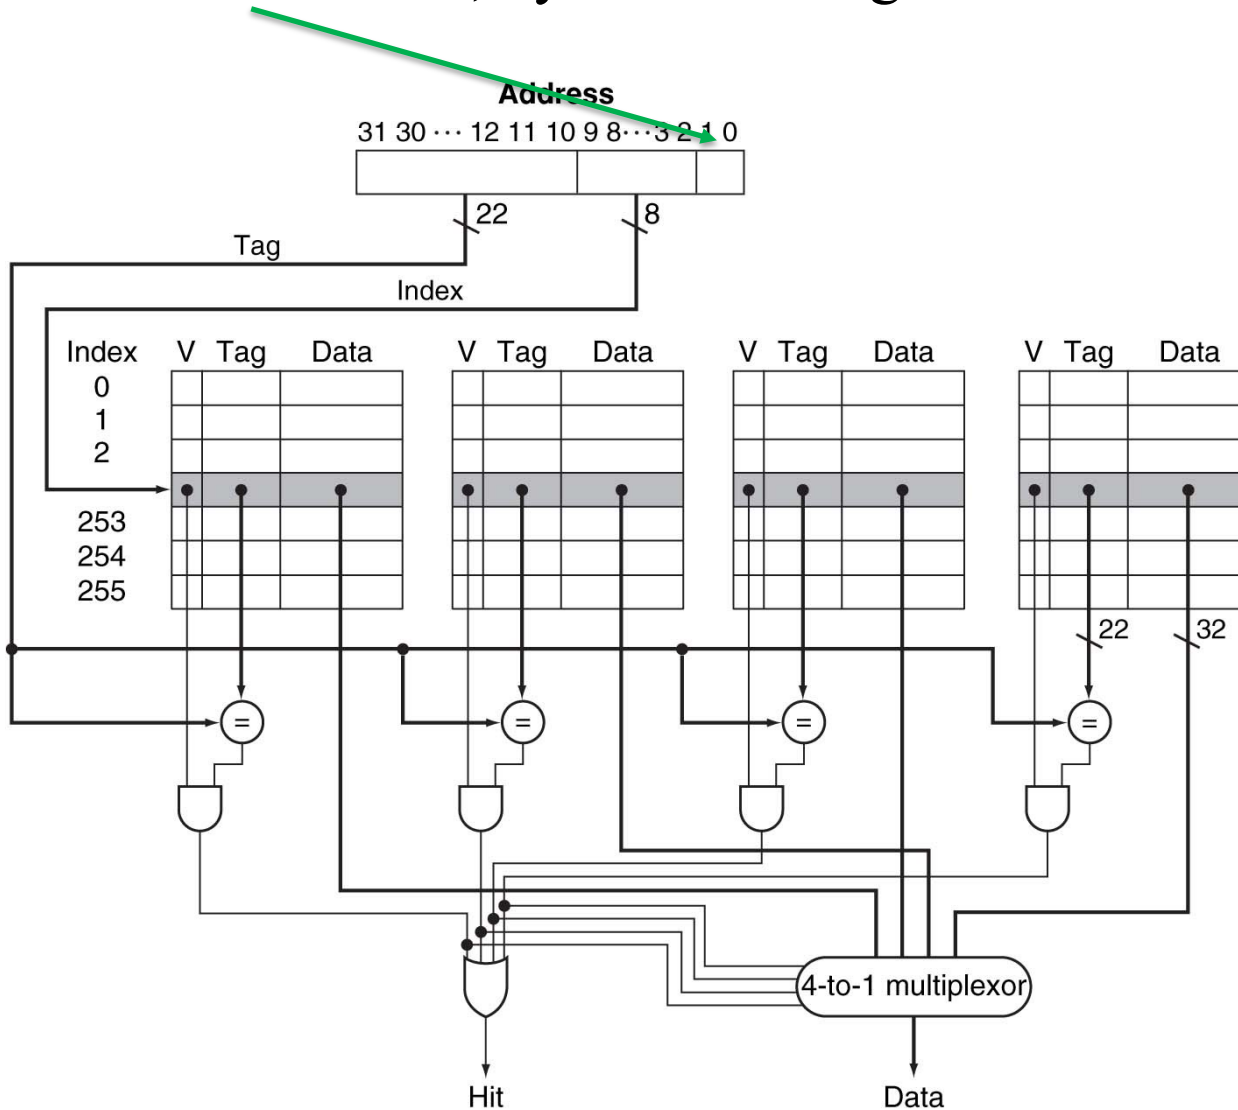 Address
31 30 ··· 12 11 10 9 8 ··· 3 2 1 0
22
8
Tag
Index
Index V Tag Data V Tag Data V Tag Data V Tag Data
0
1
2
253
254
255
22 32
= = = =
4-to-1 multiplexor
Hit Data